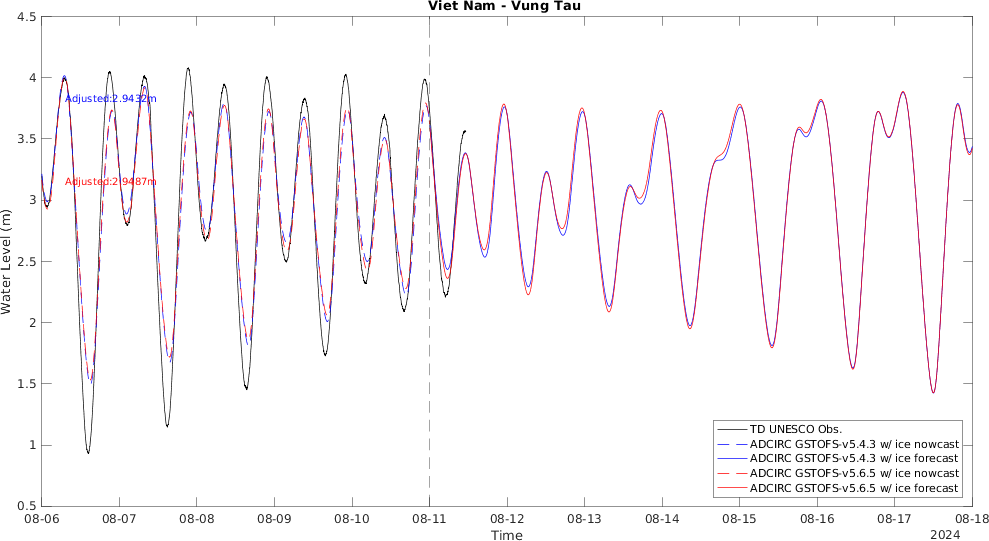 Viet Nam - Vung Tau
4.5
4
3.5
3
2.5
2
1.5
1
0.5
Water Level (m)
Adjusted:2.9432m
Adjusted:2.9487m
TD UNESCO Obs.
ADCIRC GSTOFS-v5.4.3 w/ ice nowcast
ADCIRC GSTOFS-v5.4.3 w/ ice forecast
ADCIRC GSTOFS-v5.6.5 w/ ice nowcast
ADCIRC GSTOFS-v5.6.5 w/ ice forecast
08-06 08-07 08-08 08-09 08-10 08-11 08-12 08-13 08-14 08-15 08-16 08-17 08-18
Time
2024